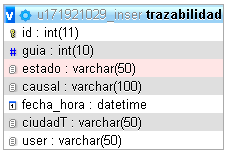 v u171921029_inser trazabilidad
id : int(11)
guia : int(10)
estado : varchar(50)
causal : varchar(100)
fecha_hora : datetime
ciudadT : varchar(50)
user : varchar(50)